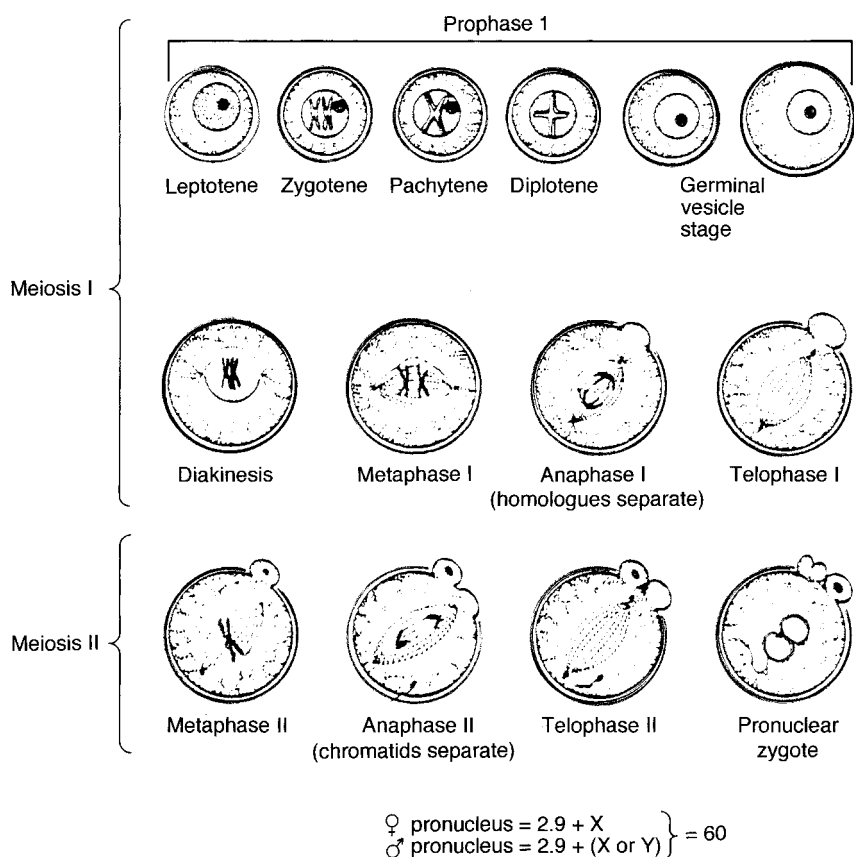 Prophase 1
Leptotene Zygotene Pachytene Diplotene Germinal
vesicle
stage
Meiosis I
Diakinesis Metaphase I Anaphase I Telophase I
(homologues separate)
Meiosis II
Metaphase II Anaphase II Telophase II Pronuclear
(chromatids separate) zygote
♀ pronucleus = 2.9 + X
♂ pronucleus = 2.9 + (X or Y)
= 60